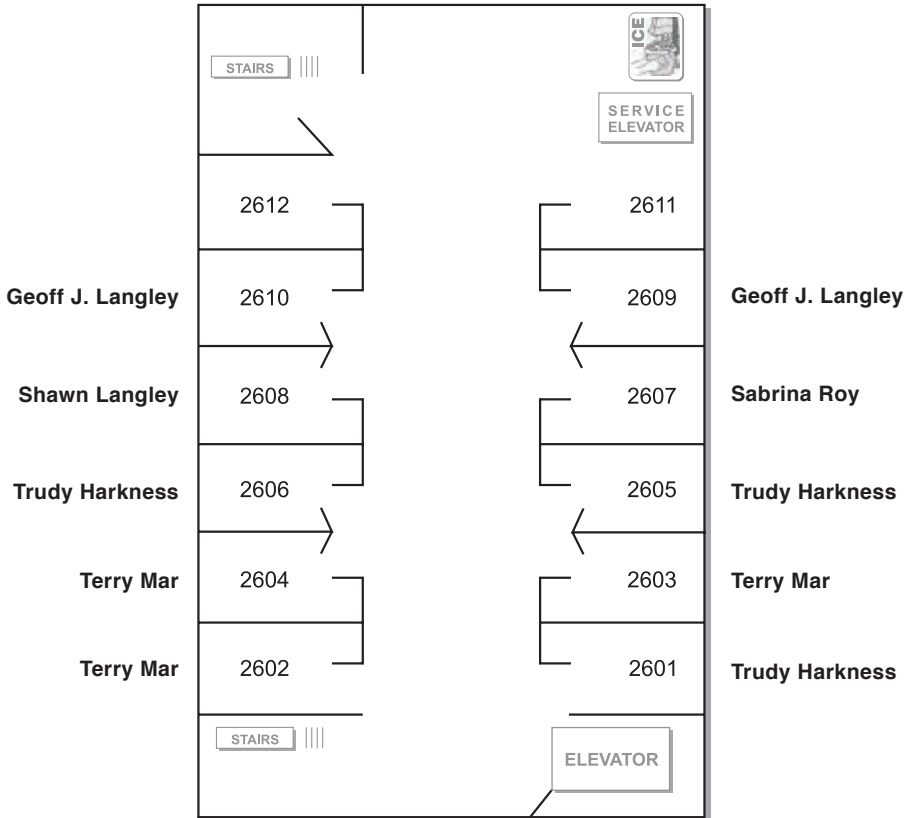 ICE
STAIRS
SERVICE
ELEVATOR
2612
2611
Geoff J. Langley 2610
2609 Geoff J. Langley
Shawn Langley 2608
2607 Sabrina Roy
Trudy Harkness 2606
2605 Trudy Harkness
Terry Mar 2604
2603 Terry Mar
Terry Mar 2602
2601 Trudy Harkness
STAIRS
ELEVATOR